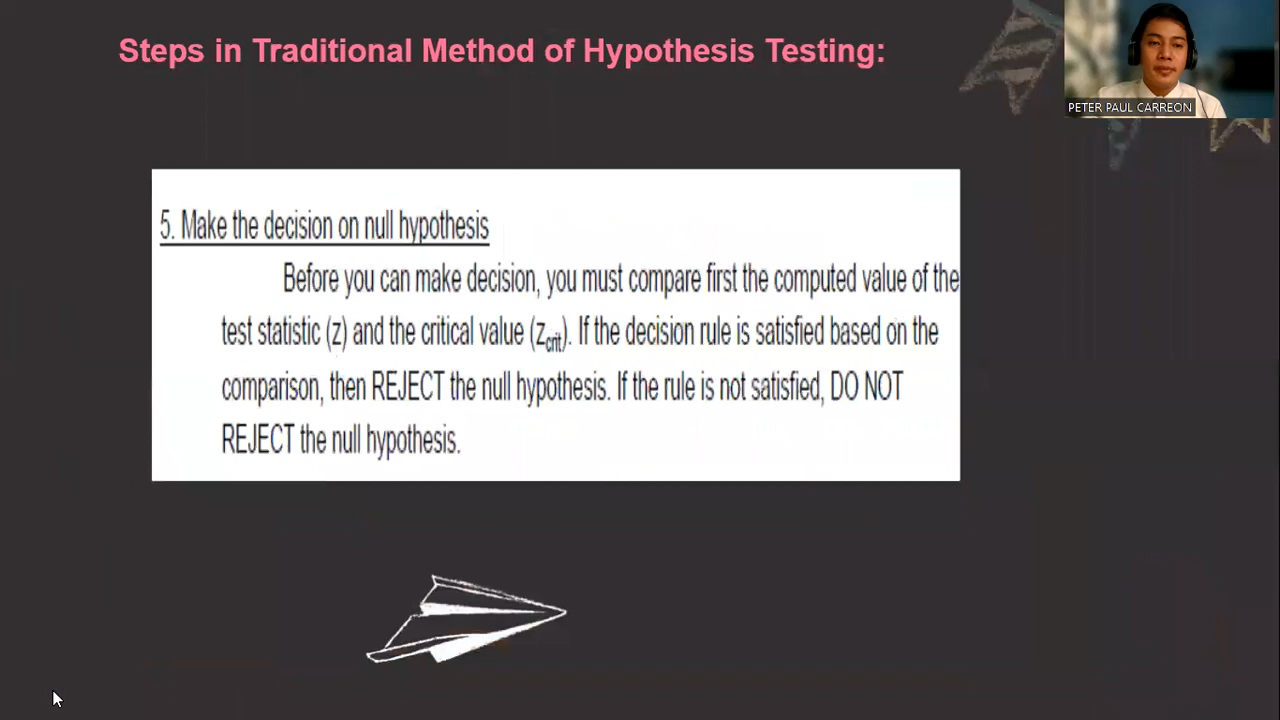 Steps in Traditional Method of Hypothesis Testing:
PETER PAUL CARREON
5. Make the decision on null hypothesis
Before you can make decision, you must compare first the computed value of the
test statistic (z) and the critical value (zcrit). If the decision rule is satisfied based on the
comparison, then REJECT the null hypothesis. If the rule is not satisfied, DO NOT
REJECT the null hypothesis.